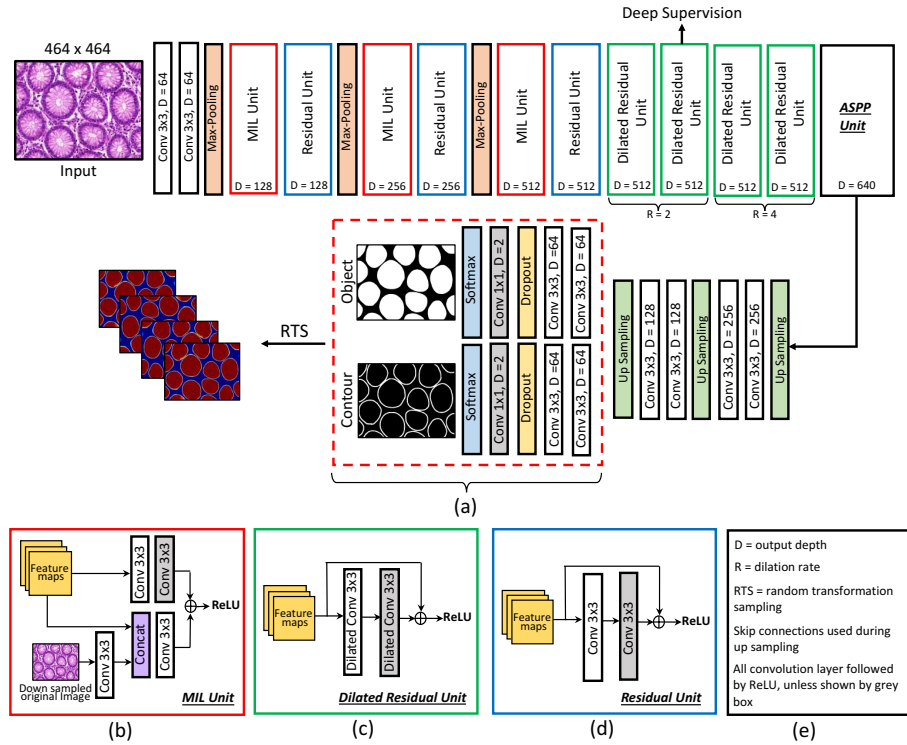 Deep Supervision
464 x 464
Input
Conv 3x3, D = 64
Conv 3x3, D = 64
Max-Pooling
MIL Unit
D = 128
Residual Unit
D = 128
Max-Pooling
MIL Unit
D = 256
Residual Unit
D = 256
Max-Pooling
MIL Unit
D = 512
Residual Unit
D = 512
Dilated Residual
Unit
D = 512
Dilated Residual
Unit
D = 512
R = 2
Dilated Residual
Unit
D = 512
Dilated Residual
Unit
D = 512
R = 4
ASPP
Unit
D = 640
RTS
Object
Softmax
Conv 1x1, D =2
Dropout
Conv 3x3, D =64
Conv 3x3, D = 64
Contour
Softmax
Conv 1x1, D =2
Dropout
Conv 3x3, D =64
Conv 3x3, D = 64
Up Sampling
Conv 3x3, D = 128
Conv 3x3, D = 128
Up Sampling
Conv 3x3, D = 256
Conv 3x3, D = 256
Up Sampling
(a)
Feature
maps
Conv 3x3
Conv 3x3
ReLU
Down sampled
original Image
Conv 3x3
Concat
Conv 3x3
MIL Unit
(b)
Feature
maps
Dilated Conv 3x3
Dilated Conv 3x3
ReLU
Dilated Residual Unit
(c)
Feature
maps
Conv 3x3
Conv 3x3
ReLU
Residual Unit
(d)
D = output depth
R = dilation rate
RTS = random transformation
sampling
Skip connections used during
up sampling
All convolution layer followed
by ReLU, unless shown by grey
box
(e)